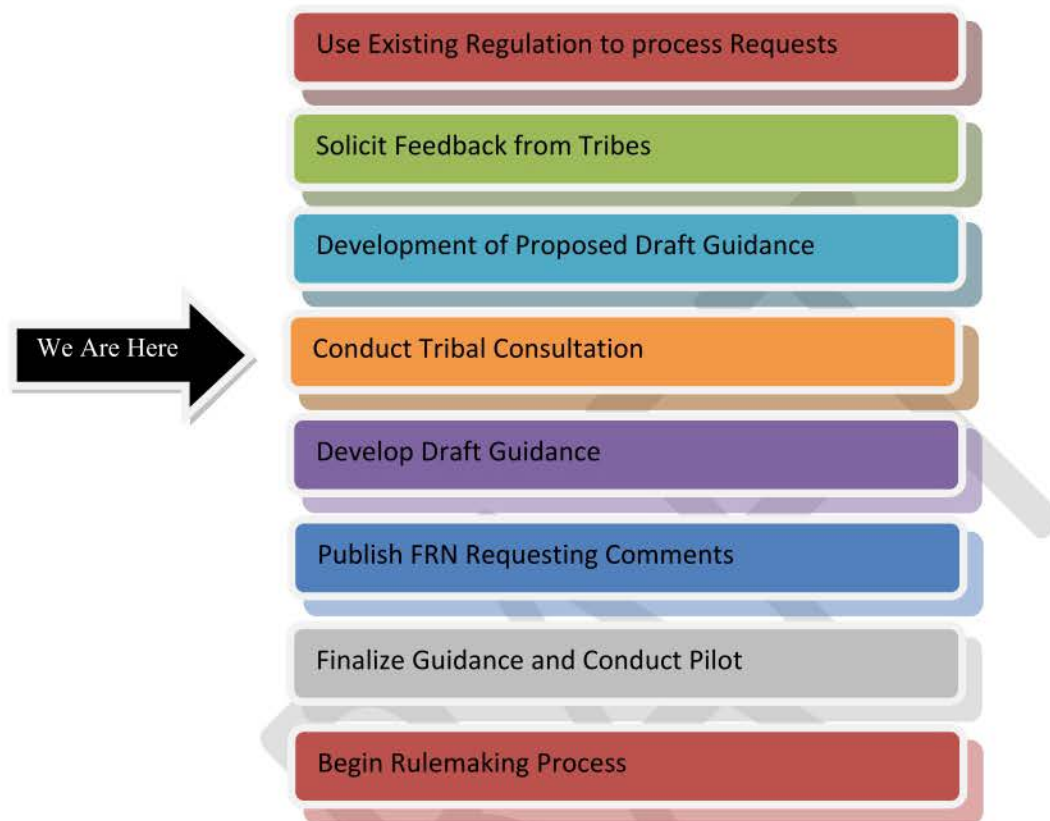 Use Existing Regulation to process Requests
Solicit Feedback from Tribes
Development of Proposed Draft Guidance
We Are Here
Conduct Tribal Consultation
Develop Draft Guidance
Publish FRN Requesting Comments
Finalize Guidance and Conduct Pilot
Begin Rulemaking Process